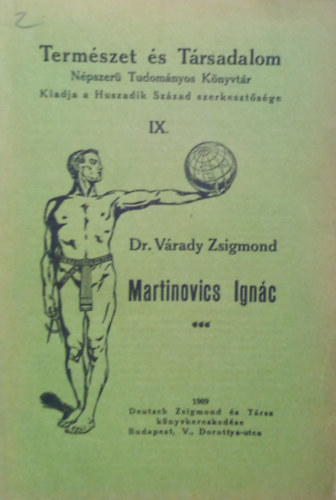 2
Természet és Társadalom
Népszerű Tudományos Könyvtár
Kiadja a Huszadik Század szerkesztősége
IX.
Dr. Várady Zsigmond
Martinovics Ignác
1909
Deutsch Zsigmond és Társa
könyvkereskedése
Budapest, V., Dorottya-utca